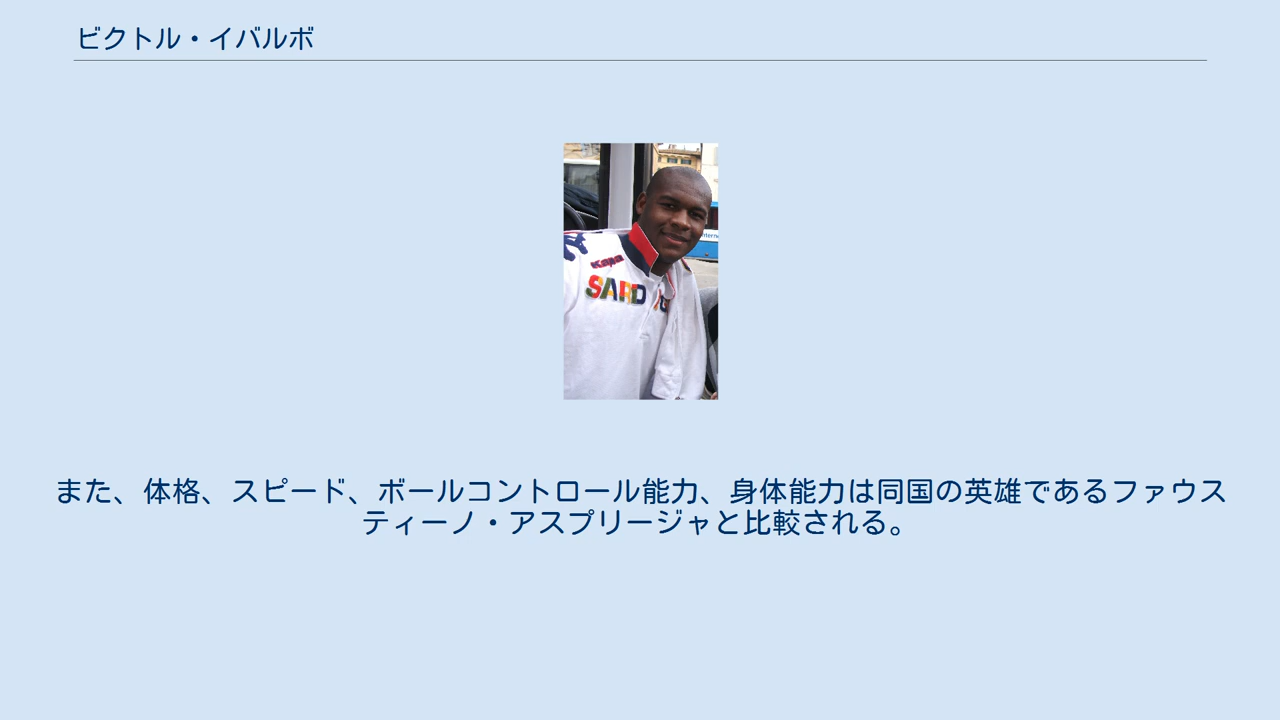 ビクトル・イバルボ
Kappa
SARD
また、体格、スピード、ボールコントロール能力、身体能力は同国の英雄であるファウス
ティーノ・アスプリージャと比較される。